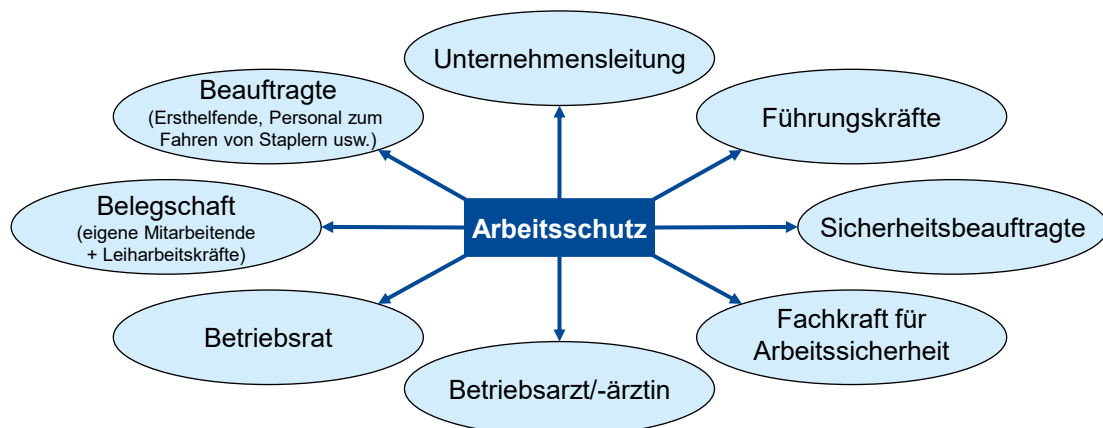 Unternehmensleitung
Beauftragte
(Ersthelfende, Personal zum
Fahren von Staplern usw.)
Führungskräfte
Belegschaft
(eigene Mitarbeitende
+ Leiharbeitskräfte)
Arbeitsschutz
Sicherheitsbeauftragte
Betriebsrat
Fachkraft für
Arbeitssicherheit
Betriebsarzt/-ärztin